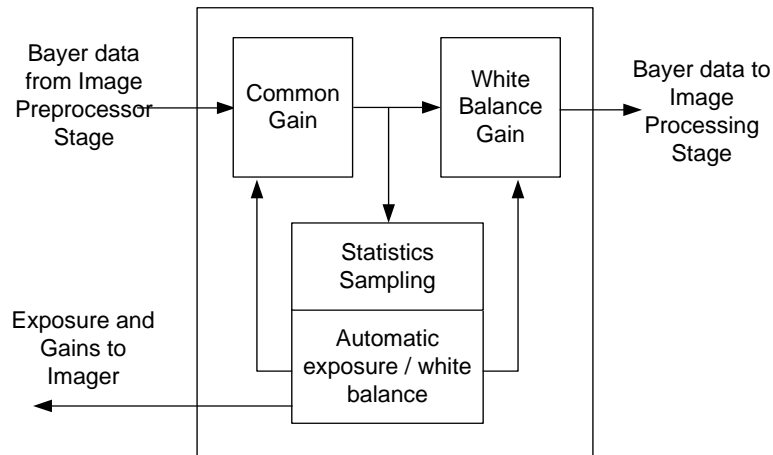 Bayer data
from Image
Preprocessor
Stage
Common
Gain
White
Balance
Gain
Bayer data to
Image
Processing
Stage
Statistics
Sampling
Exposure and
Gains to
Imager
Automatic
exposure / white
balance